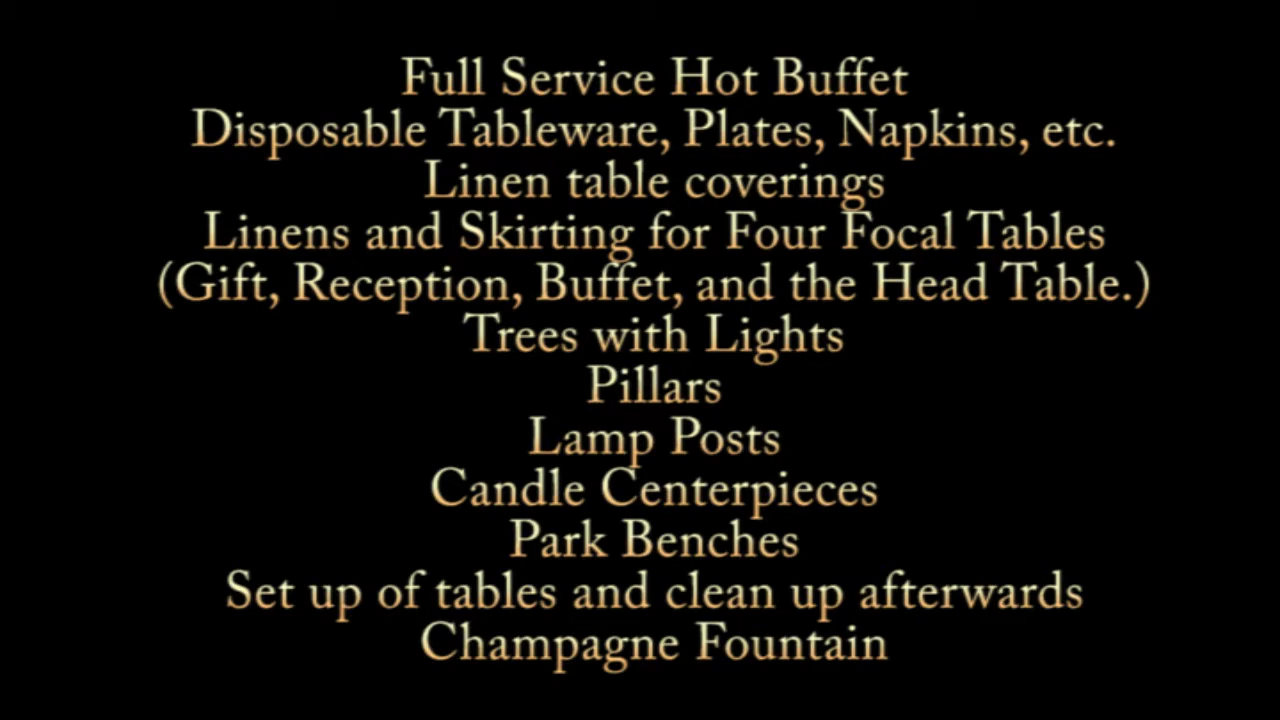 Full Service Hot Buffet
Disposable Tableware, Plates, Napkins, etc.
Linen table coverings
Linens and Skirting for Four Focal Tables
(Gift, Reception, Buffet, and the Head Table.)
Trees with Lights
Pillars
Lamp Posts
Candle Centerpieces
Park Benches
Set up of tables and clean up afterwards
Champagne Fountain